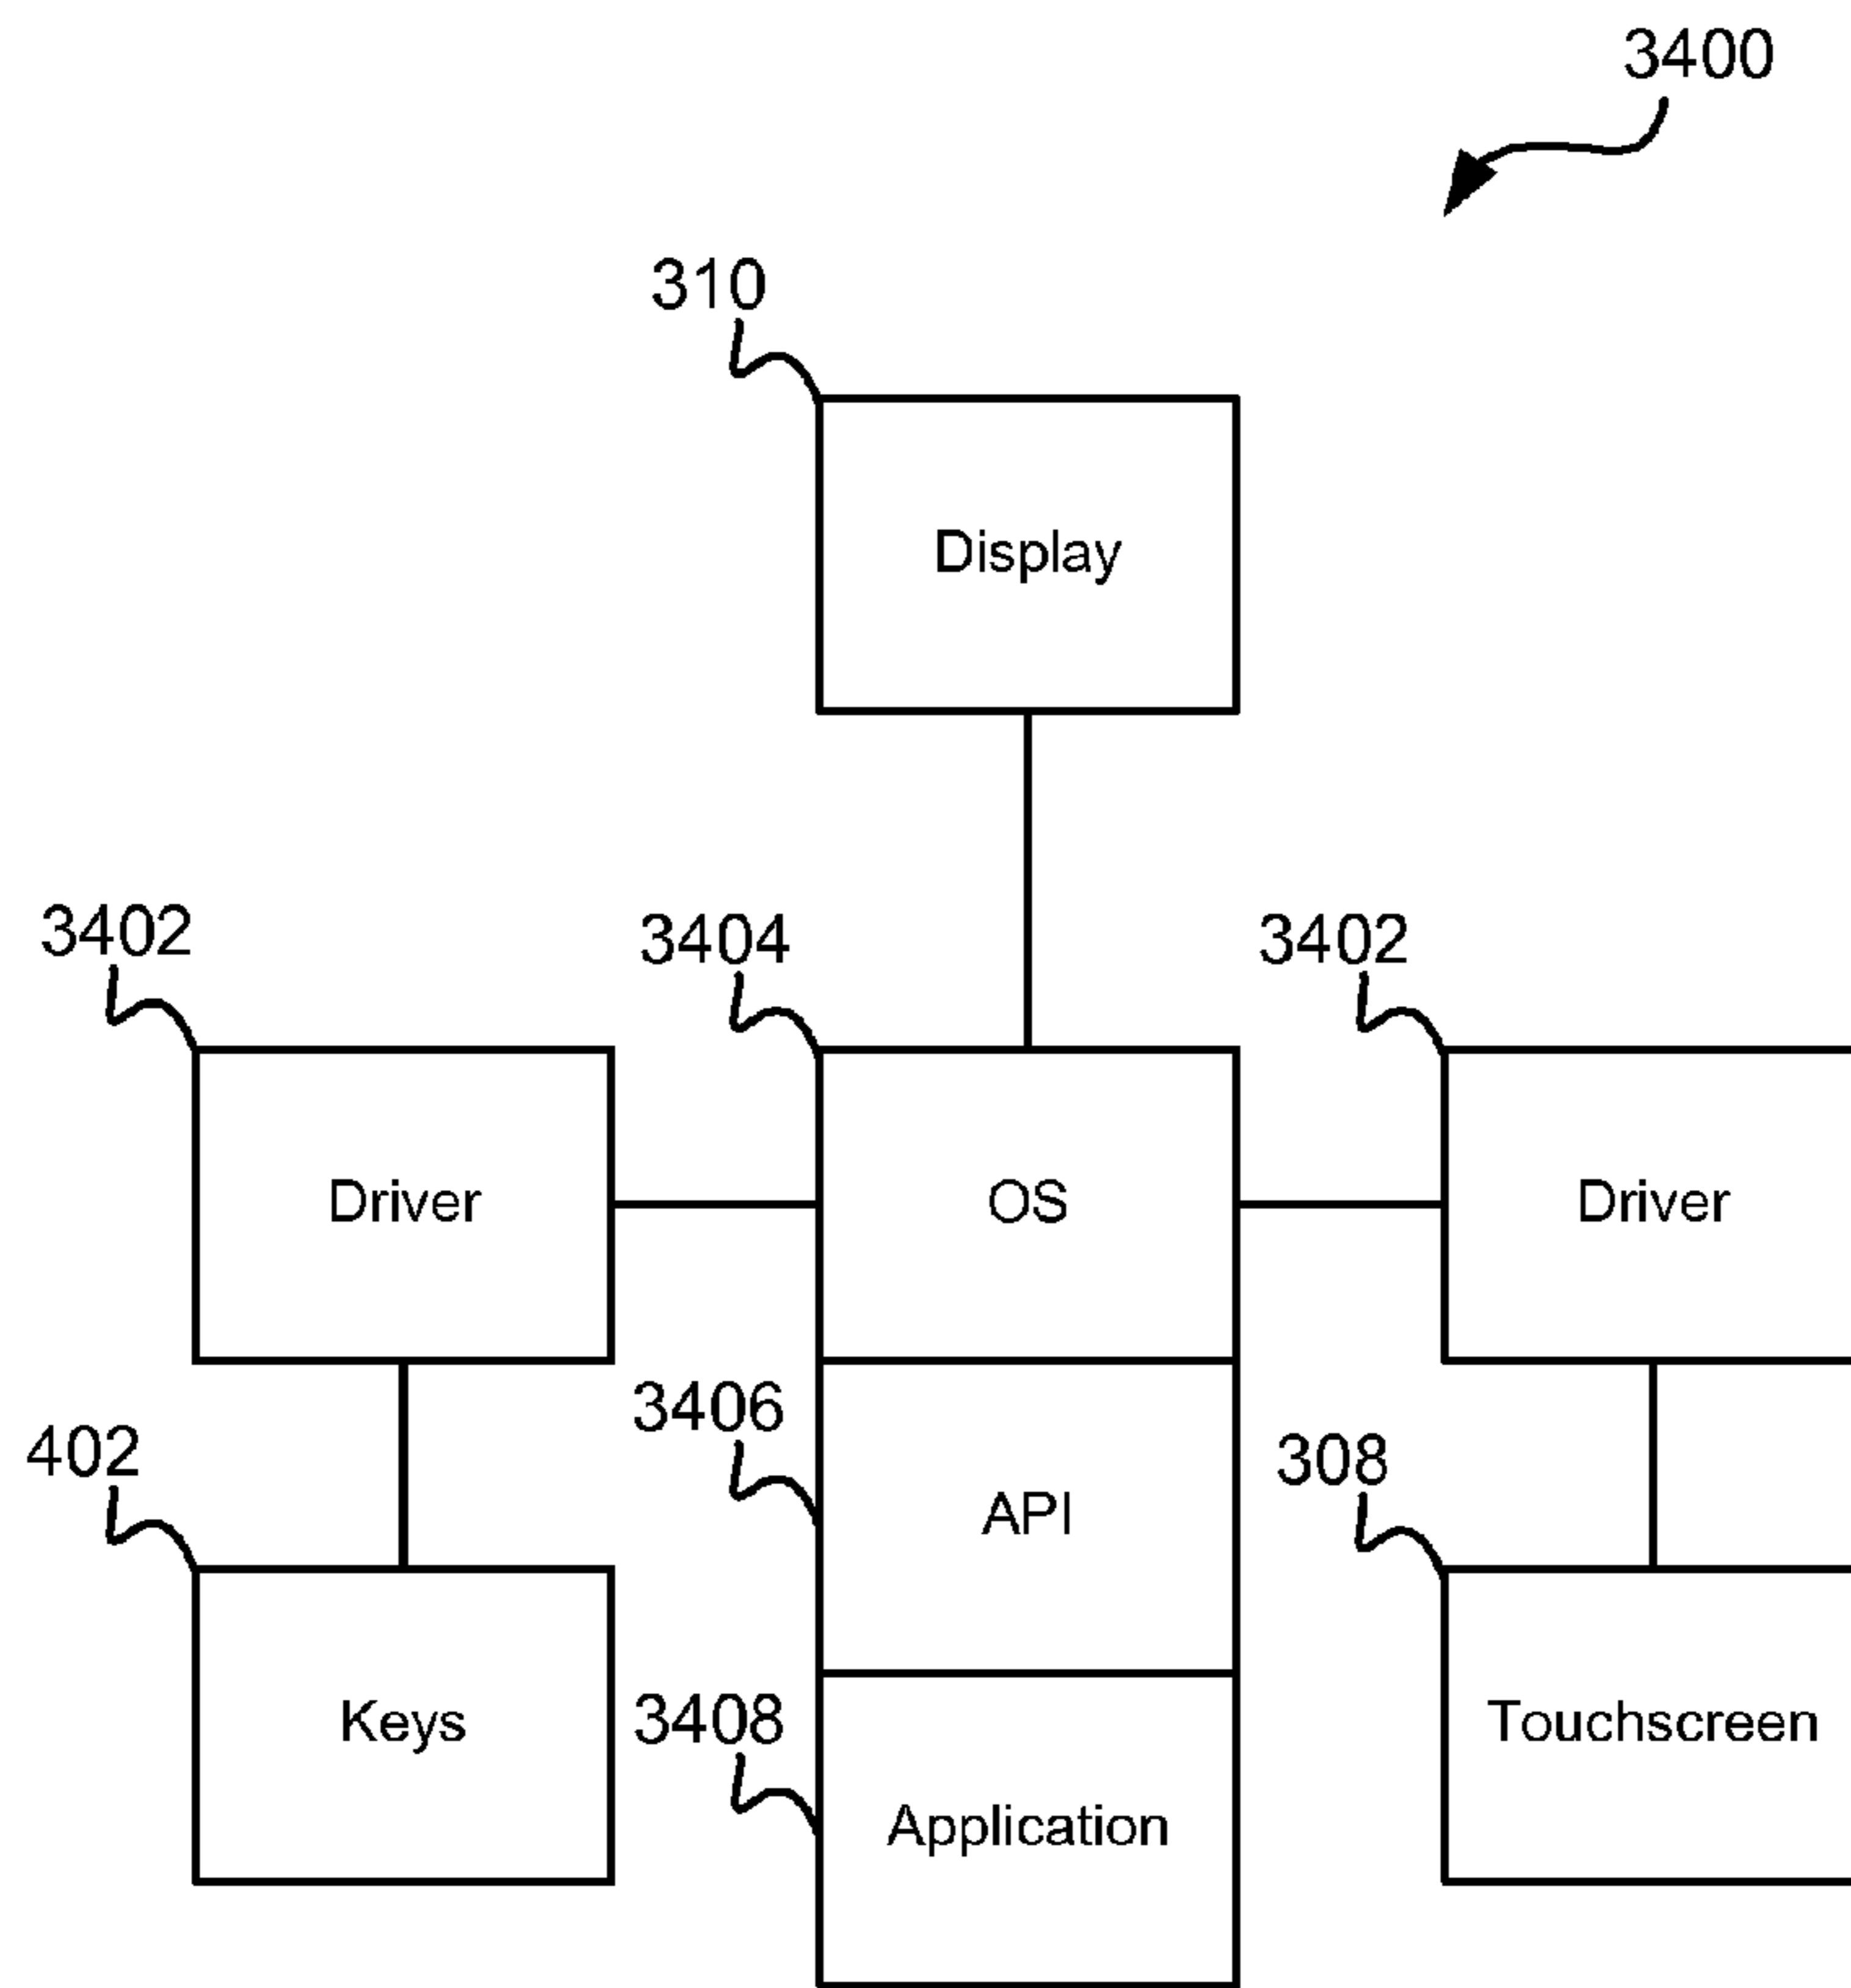 3400
310
Display
3402
3404
3402
Driver
OS
Driver
3406
402
308
API
Keys
3408
Touchscreen
Application